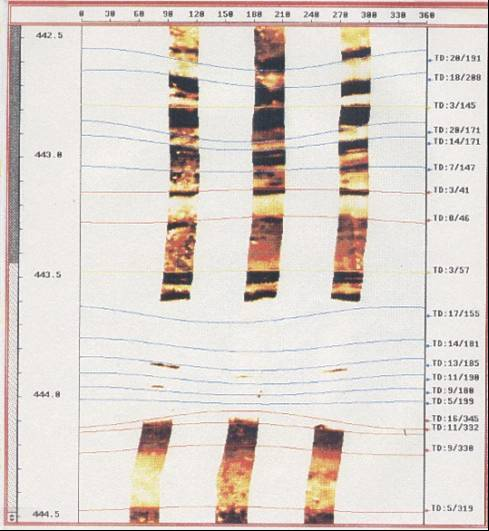 0 30 60 90 120 150 180 210 240 270 300 330 360
442.5
TD:20/191
TD:18/208
TD:3/145
TD:20/171
TD:14/171
443.0
TD:7/147
TD:3/41
TD:8/46
443.5
TD:3/57
TD:17/155
TD:14/181
TD:13/185
TD:11/190
TD:9/180
444.0
TD:5/199
TD:16/345
TD:11/332
TD:9/330
444.5
TD:5/319